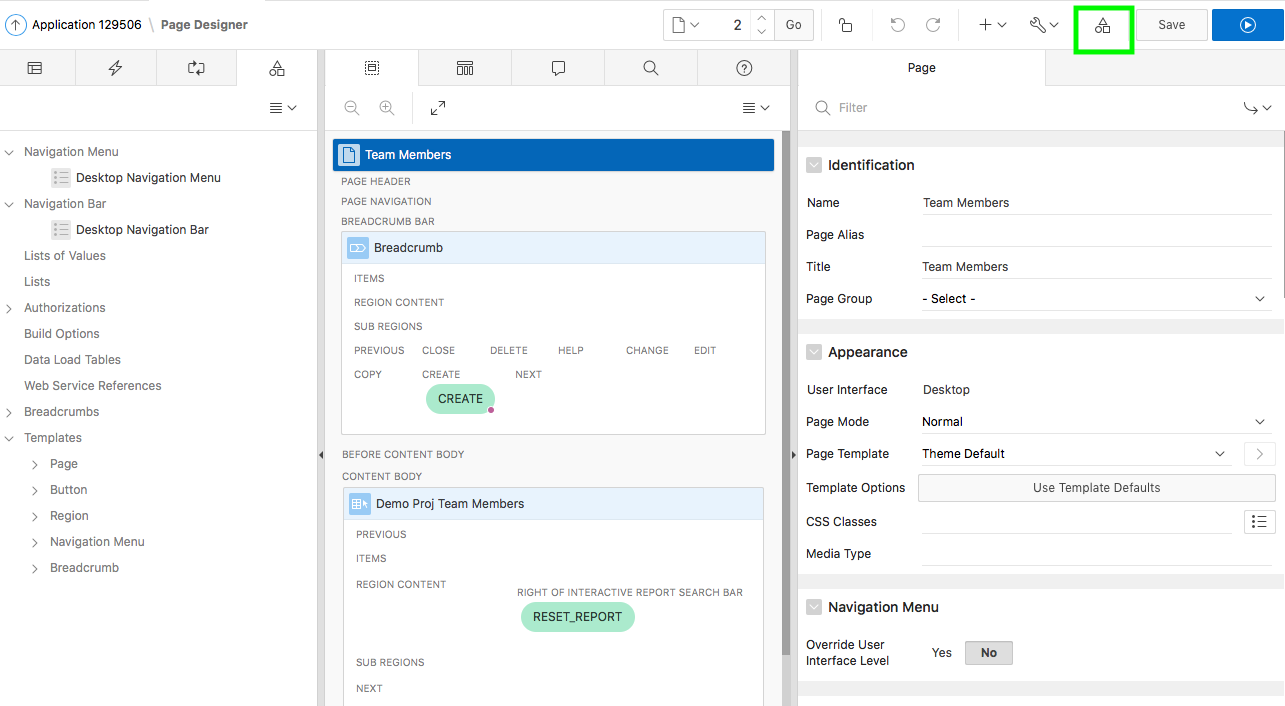 Application 129506 \ Page Designer
2
Go
Save
Page
Filter
Navigation Menu
Desktop Navigation Menu
Navigation Bar
Desktop Navigation Bar
Lists of Values
Lists
Authorizations
Build Options
Data Load Tables
Web Service References
Breadcrumbs
Templates
Page
Button
Region
Navigation Menu
Breadcrumb
Team Members
PAGE HEADER
PAGE NAVIGATION
BREADCRUMB BAR
Breadcrumb
ITEMS
REGION CONTENT
SUB REGIONS
PREVIOUS CLOSE DELETE HELP CHANGE EDIT
COPY CREATE NEXT
CREATE
BEFORE CONTENT BODY
CONTENT BODY
Demo Proj Team Members
PREVIOUS
ITEMS
REGION CONTENT
RIGHT OF INTERACTIVE REPORT SEARCH BAR
RESET_REPORT
SUB REGIONS
NEXT
Identification
Name Team Members
Page Alias
Title Team Members
Page Group - Select -
Appearance
User Interface Desktop
Page Mode Normal
Page Template Theme Default
Template Options Use Template Defaults
CSS Classes
Media Type
Navigation Menu
Override User
Interface Level
Yes No